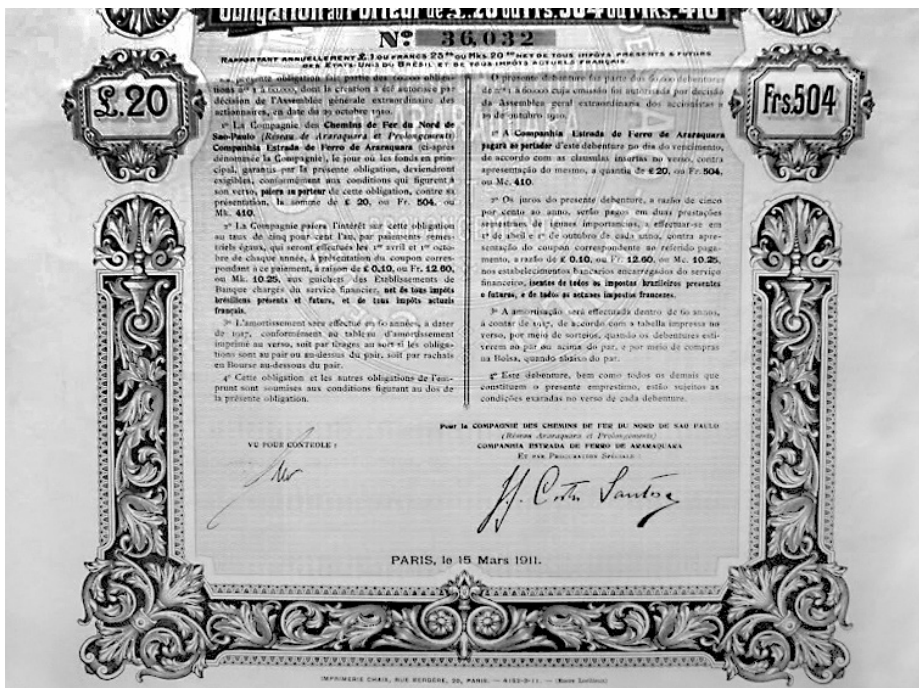 Obligation au Porteur de £.20 ou Frs.504 ou Mks.410
Nº 36,032
RAPPORTANT ANNUELLEMENT £.1 OU FRANCS 25 OU MKS. 20 NET DE TOUS IMPÔTS PRÉSENTS & FUTURS
DES ÉTATS-UNIS DU BRÉSIL ET DE TOUS IMPÔTS ACTUELS FRANÇAIS.
£.20
La présente obligation fait partie des 60.000 obliga-
tions nºs 1 à 60.000, dont la création a été autorisée par
décision de l'Assemblée générale extraordinaire des
actionnaires, en date du 29 octobre 1910.
1º La Compagnie des Chemins de Fer du Nord de
Sao-Paulo (Réseau de Araraquara et Prolongements)
Companhia Estrada de Ferro de Araraquara (ci-après
dénommée la Compagnie), le jour où les fonds en prin-
cipal, garantis par la présente obligation, deviendront
exigibles, conformément aux conditions qui figurent à
son verso, paiera au porteur de cette obligation, contre sa
présentation, la somme de £ 20, ou Fr. 504, ou
Mk. 410.
2º La Compagnie paiera l'intérêt sur cette obligation
au taux de cinq pour cent l'an, par paiements semes-
triels égaux, qui seront effectués les 1er avril et 1er octo-
bre de chaque année, à présentation du coupon corres-
pondant à ce paiement, à raison de £ 0.10, ou Fr. 12.60,
ou Mk. 10.25, aux guichets des Établissements de
Banque chargés du service financier, net de tous impôts
brésiliens présents et futurs, et de tous impôts actuels
français.
3º L'amortissement sera effectué en 60 années, à dater
de 1917, conformément au tableau d'amortissement
imprimé au verso, soit par tirages au sort si les obliga-
tions sont au pair ou au-dessus du pair, soit par rachats
en Bourse au-dessous du pair.
4º Cette obligation et les autres obligations de l'em-
prunt sont soumises aux conditions figurant au dos de
la présente obligation.
Frs.504
O presente debenture faz parte dos 60.000 debentures
de nº 1 a 60.000 cuja emissão foi autorisada por decisão
da Assemblea geral extraordinaria dos accionistas a
29 de outubro 1910.
1º A Companhia Estrada de Ferro de Araraquara
pagará ao portador d'este debenture no dia do vencimento,
de accordo com as clausulas insertas no verso, contra
apresentação do mesmo, a quantia de £ 20, ou Fr. 504,
ou Mc. 410.
2º Os juros do presente debenture, a razão de cinco
por cento ao anno, serão pagos em duas prestações
semestraes de iguaes importancias, a effectuar-se em
1º de abril e 1º de outubro de cada anno, contra apre-
sentação do coupon correspondente ao referido paga-
mento, a razão de £ 0.10, ou Fr. 12.60, ou Mc. 10.25,
nos estabelecimentos bancarios encarregados do serviço
financeiro, isentos de todos os impostos brazileiros presentes
e futuros, e de todos os actuaes impostos francezes.
3º A amortisação será effectuada dentro de 60 annos,
a contar de 1917, de accordo com a tabella impressa no
verso, por meio de sorteios, quando os debentures esti-
verem ao par ou acima do par, e por meio de compras
na Bolsa, quando abaixo do par.
4º Este debenture, bem como todos os demais que
constituem o presente emprestimo, estão sujeitos as
condições exaradas no verso de cada debenture.
VU POUR CONTROLE :
Pour la COMPAGNIE DES CHEMINS DE FER DU NORD DE SAO PAULO
(Réseau Araraquara et Prolongements)
COMPANHIA ESTRADA DE FERRO DE ARARAQUARA
ET PAR PROCURATION SPÉCIALE :
PARIS, le 15 Mars 1911.
IMPRIMERIE CHAIX, RUE BERGÈRE, 20, PARIS. — 4152-3-11. — (Encre Lorilleux)